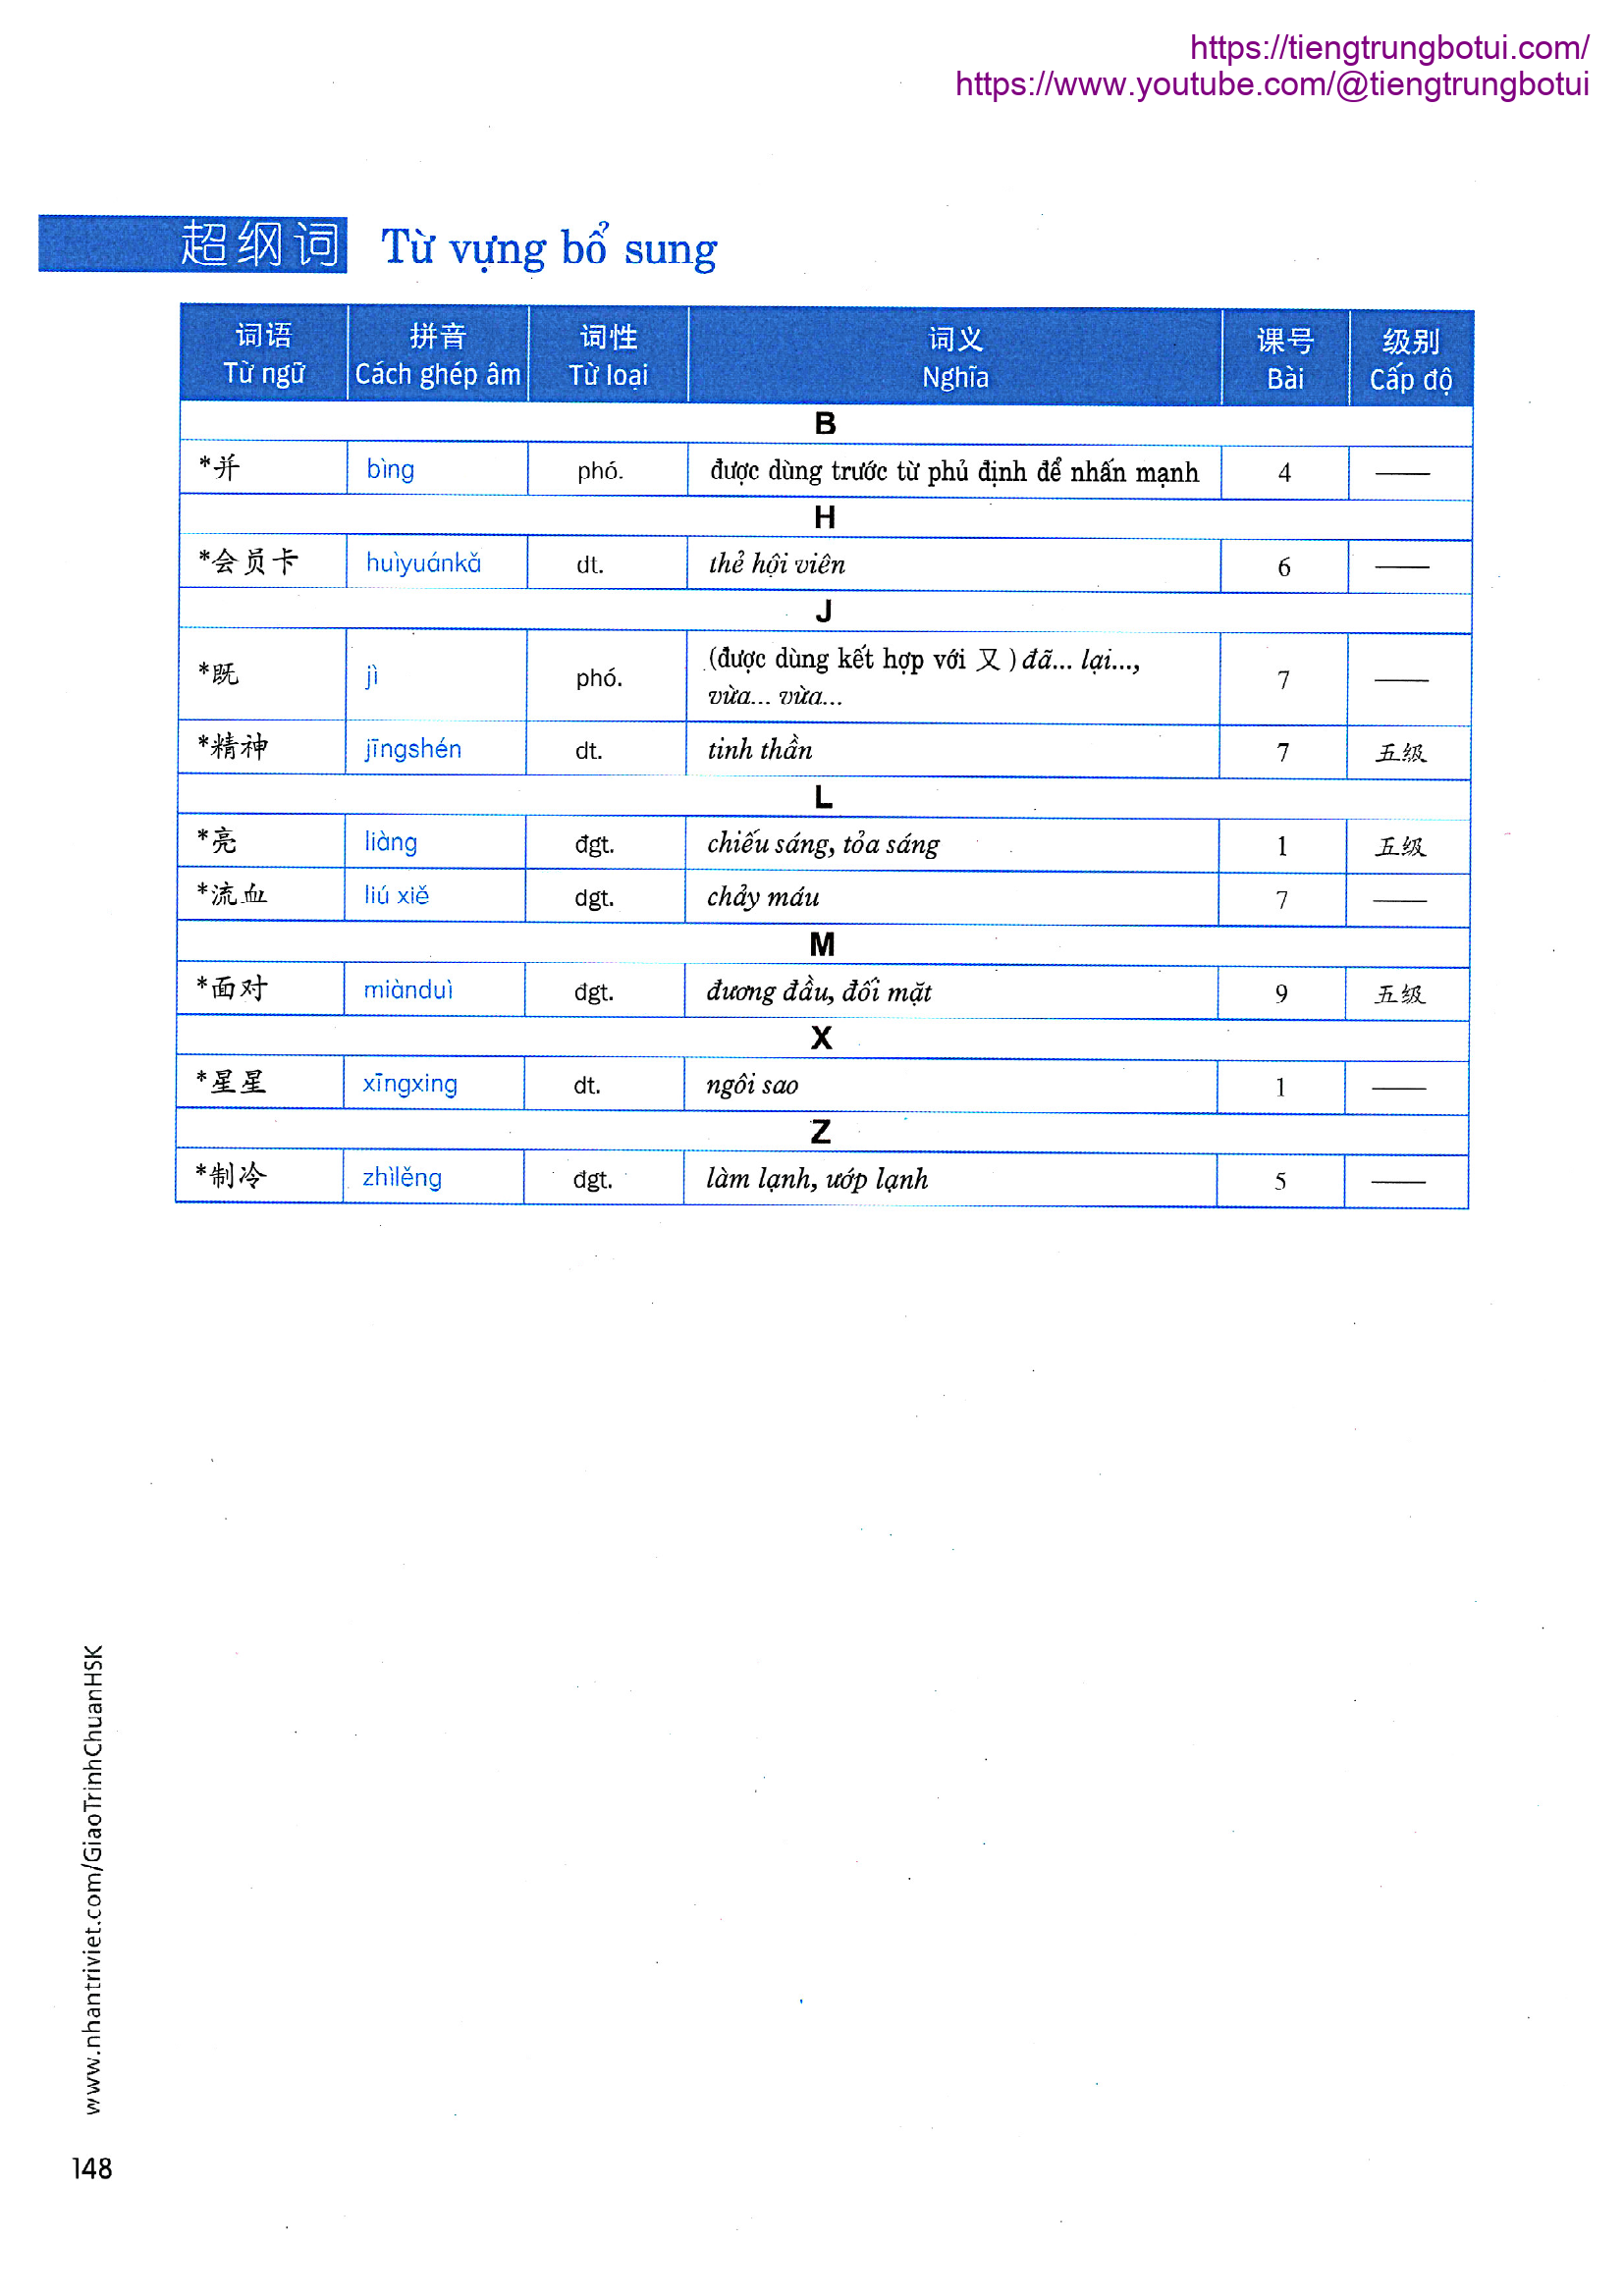 https://tiengtrungbotui.com/
https://www.youtube.com/@tiengtrungbotui
超纲词 Từ vựng bổ sung
词语 拼音 词性 词义 课号 级别
Từ ngữ Cách ghép âm Từ loại Nghĩa Bài Cấp độ
B
*并 bìng phó. được dùng trước từ phủ định để nhấn mạnh 4 ——
H
*会员卡 huìyuánkǎ dt. thẻ hội viên 6 ——
J
*既 jì phó. (được dùng kết hợp với 又) đã... lại...,
vừa... vừa... 7 ——
*精神 jīngshén dt. tinh thần 7 五级
L
*亮 liàng đgt. chiếu sáng, tỏa sáng 1 五级
*流血 liú xiě đgt. chảy máu 7 ——
M
*面对 miànduì đgt. đương đầu, đối mặt 9 五级
X
*星星 xīngxing dt. ngôi sao 1 ——
Z
*制冷 zhìlěng đgt. làm lạnh, ướp lạnh 5 ——
www.nhantriviet.com/GiaoTrinhChuanHSK
148